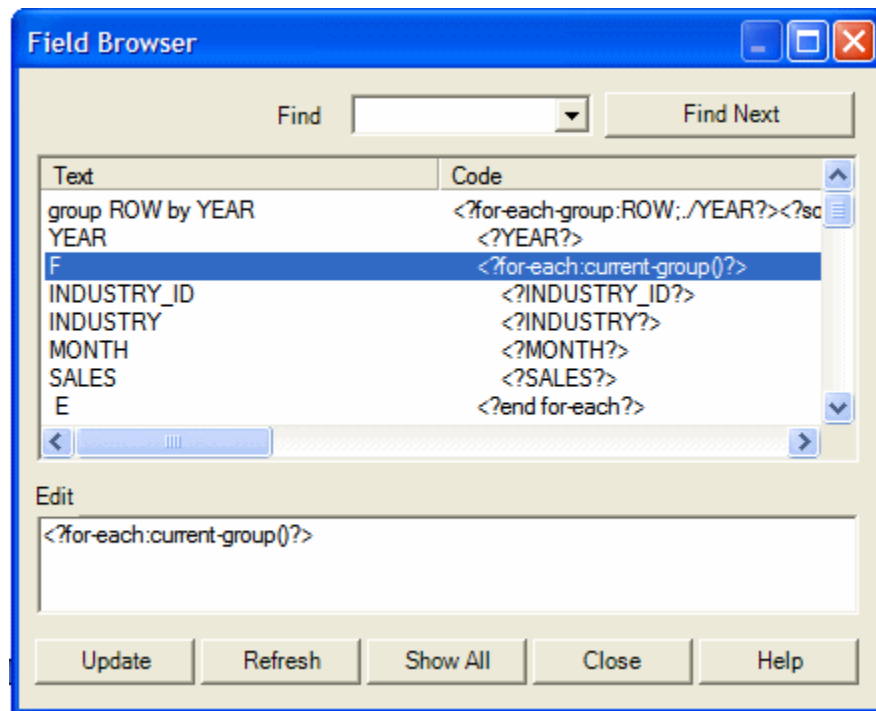 Field Browser
Find
Find Next
Text Code
group ROW by YEAR <?for-each-group:ROW;./YEAR?><?so
YEAR <?YEAR?>
F <?for-each:current-group()?>
INDUSTRY_ID <?INDUSTRY_ID?>
INDUSTRY <?INDUSTRY?>
MONTH <?MONTH?>
SALES <?SALES?>
E <?end for-each?>
Edit
<?for-each:current-group()?>
Update Refresh Show All Close Help